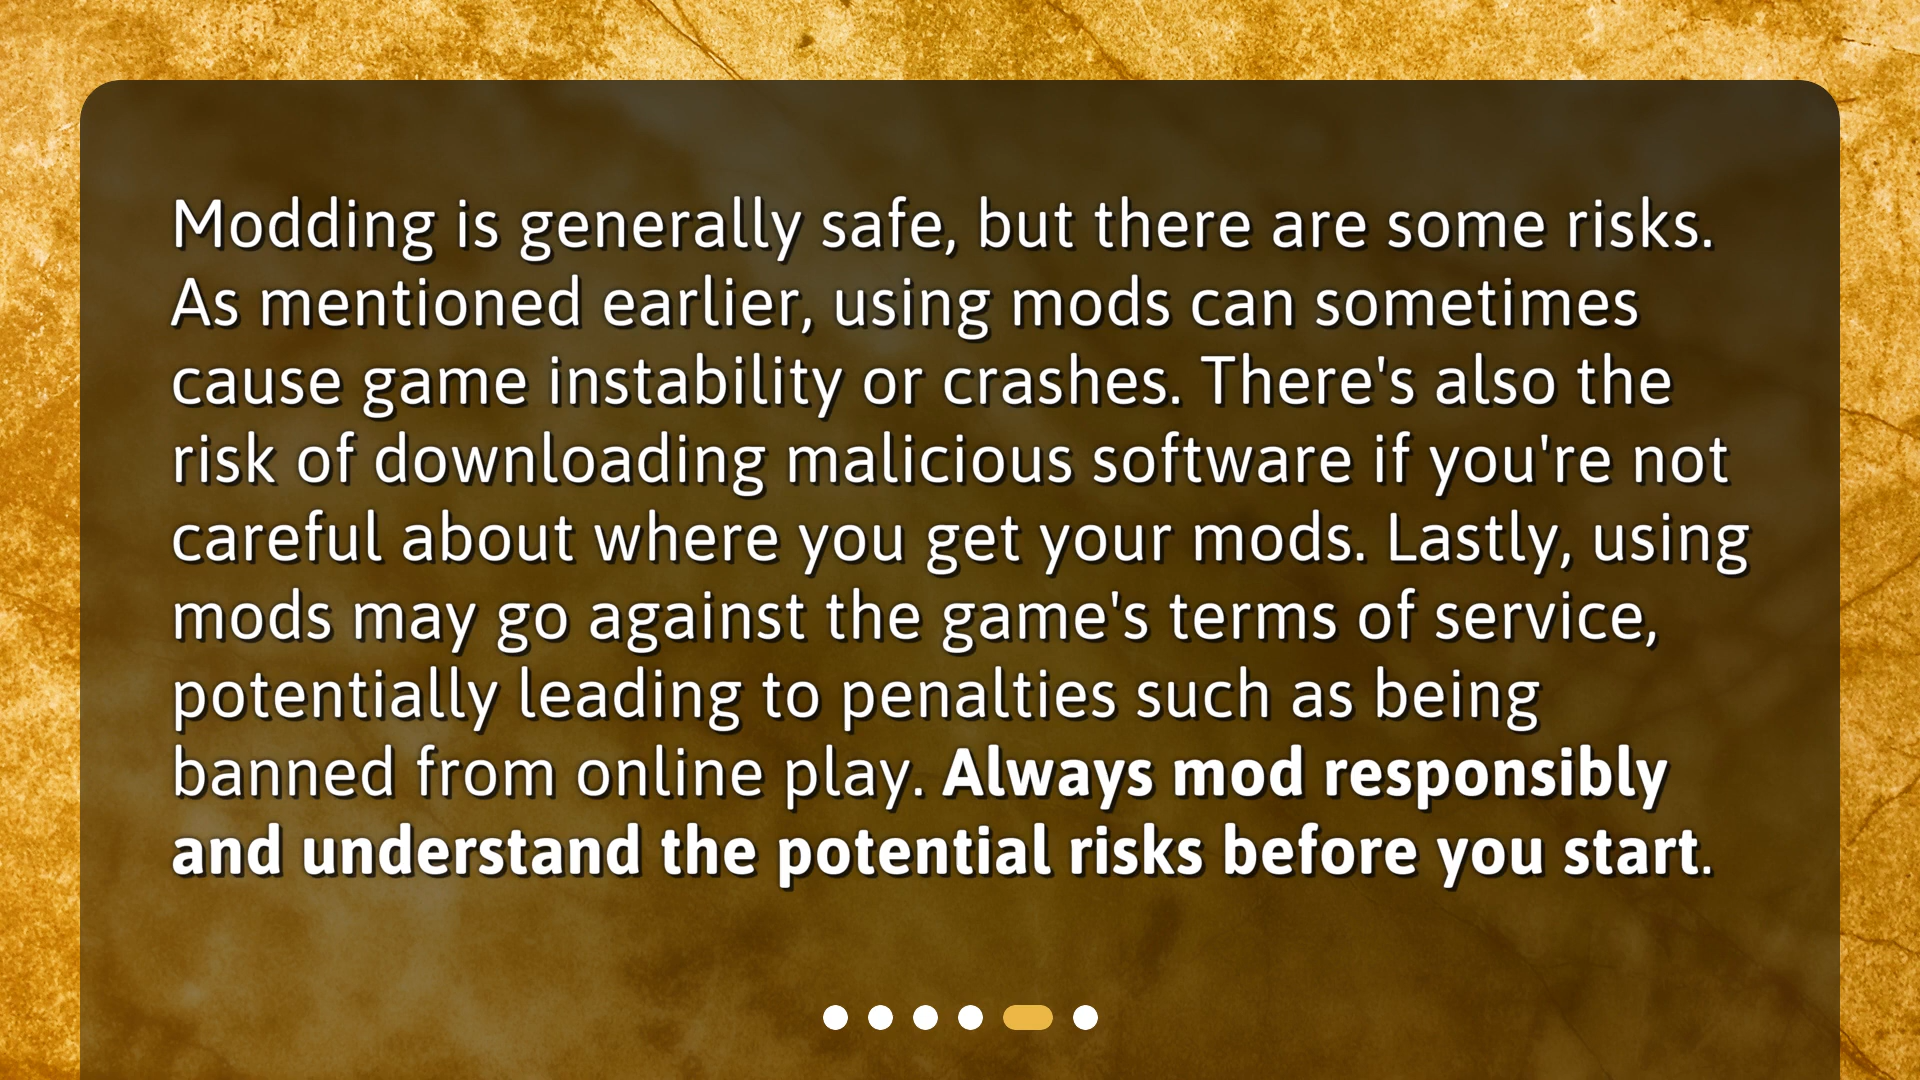 Modding is generally safe, but there are some risks.
As mentioned earlier, using mods can sometimes
cause game instability or crashes. There's also the
risk of downloading malicious software if you're not
careful about where you get your mods. Lastly, using
mods may go against the game's terms of service,
potentially leading to penalties such as being
banned from online play. Always mod responsibly
and understand the potential risks before you start.